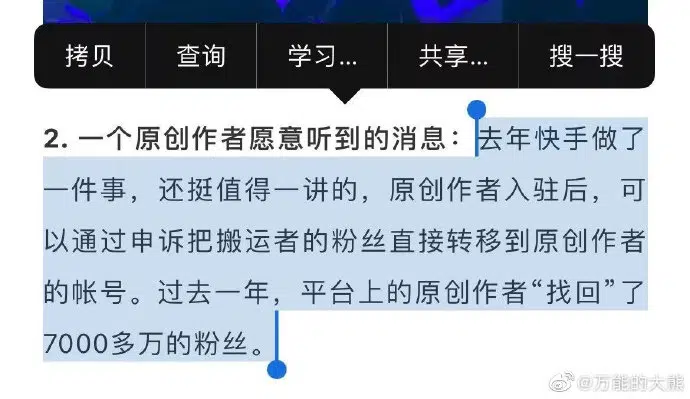 拷贝 查询 学习... 共享... 搜一搜
2. 一个原创作者愿意听到的消息：去年快手做了
一件事，还挺值得一讲的，原创作者入驻后，可
以通过申诉把搬运者的粉丝直接转移到原创作者
的帐号。过去一年，平台上的原创作者“找回”了
7000多万的粉丝。
@万能的大熊